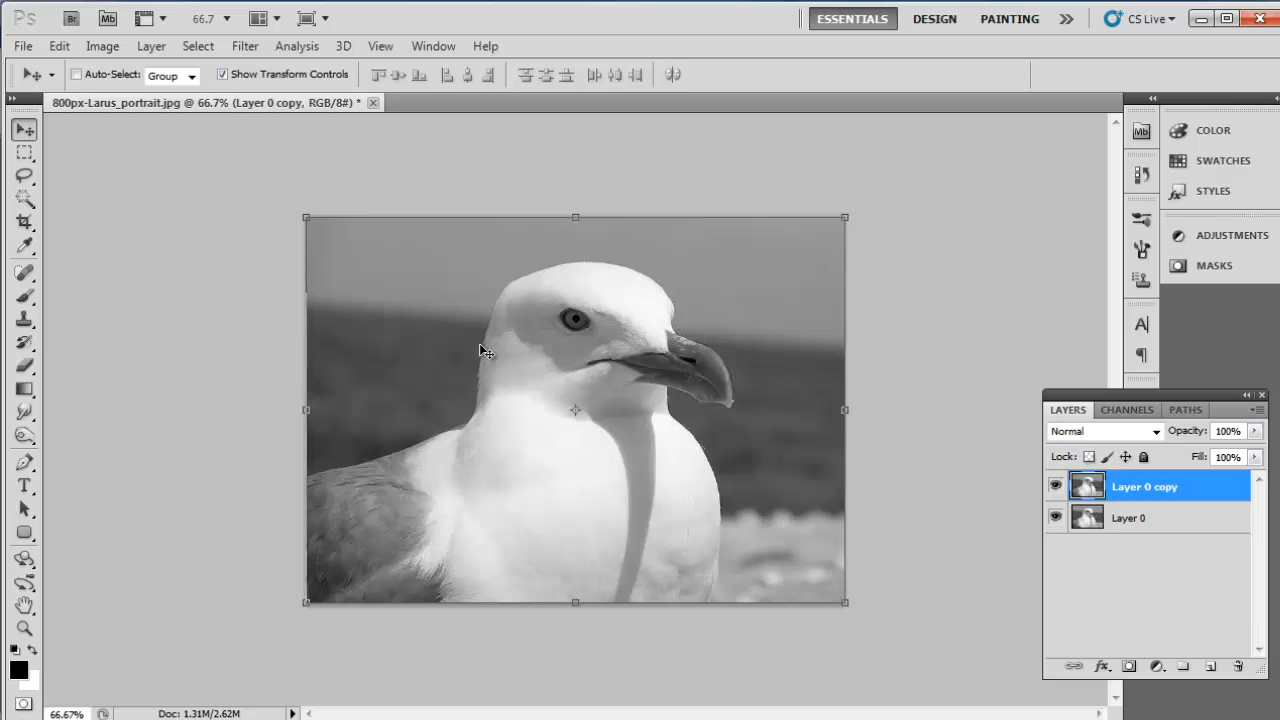 Ps Br Mb 66.7 ESSENTIALS DESIGN PAINTING CS Live
File Edit Image Layer Select Filter Analysis 3D View Window Help
Auto-Select: Group Show Transform Controls
800px-Larus_portrait.jpg @ 66.7% (Layer 0 copy, RGB/8#) *
Mb COLOR
SWATCHES
STYLES
ADJUSTMENTS
MASKS
LAYERS CHANNELS PATHS
Normal Opacity: 100%
Lock: Fill: 100%
Layer 0 copy
Layer 0
66.67% Doc: 1.31M/2.62M